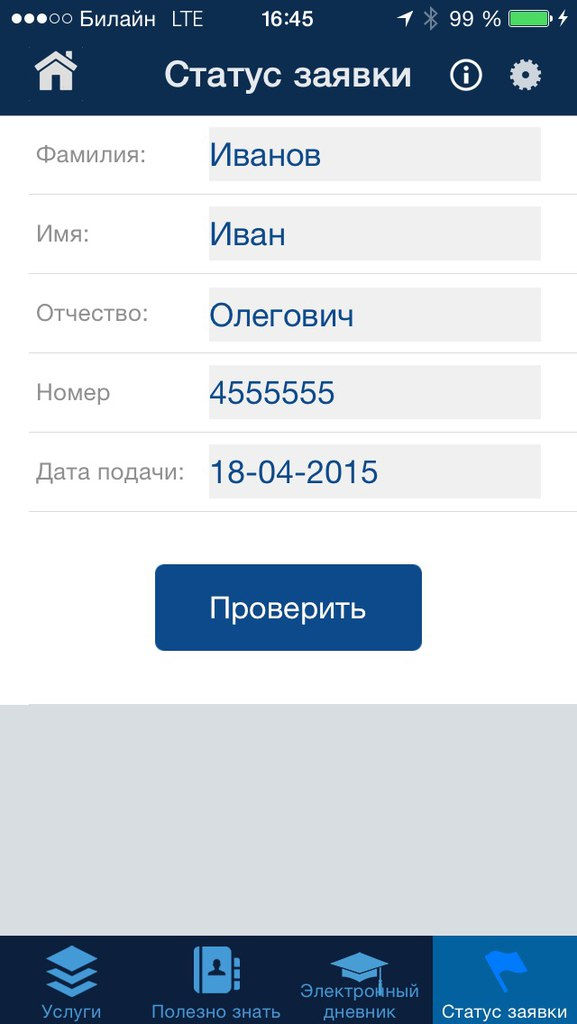 Билайн LTE 16:45 99 %
Статус заявки
Фамилия: Иванов
Имя: Иван
Отчество: Олегович
Номер 4555555
Дата подачи: 18-04-2015
Проверить
Услуги
Полезно знать
Электронный
дневник
Статус заявки